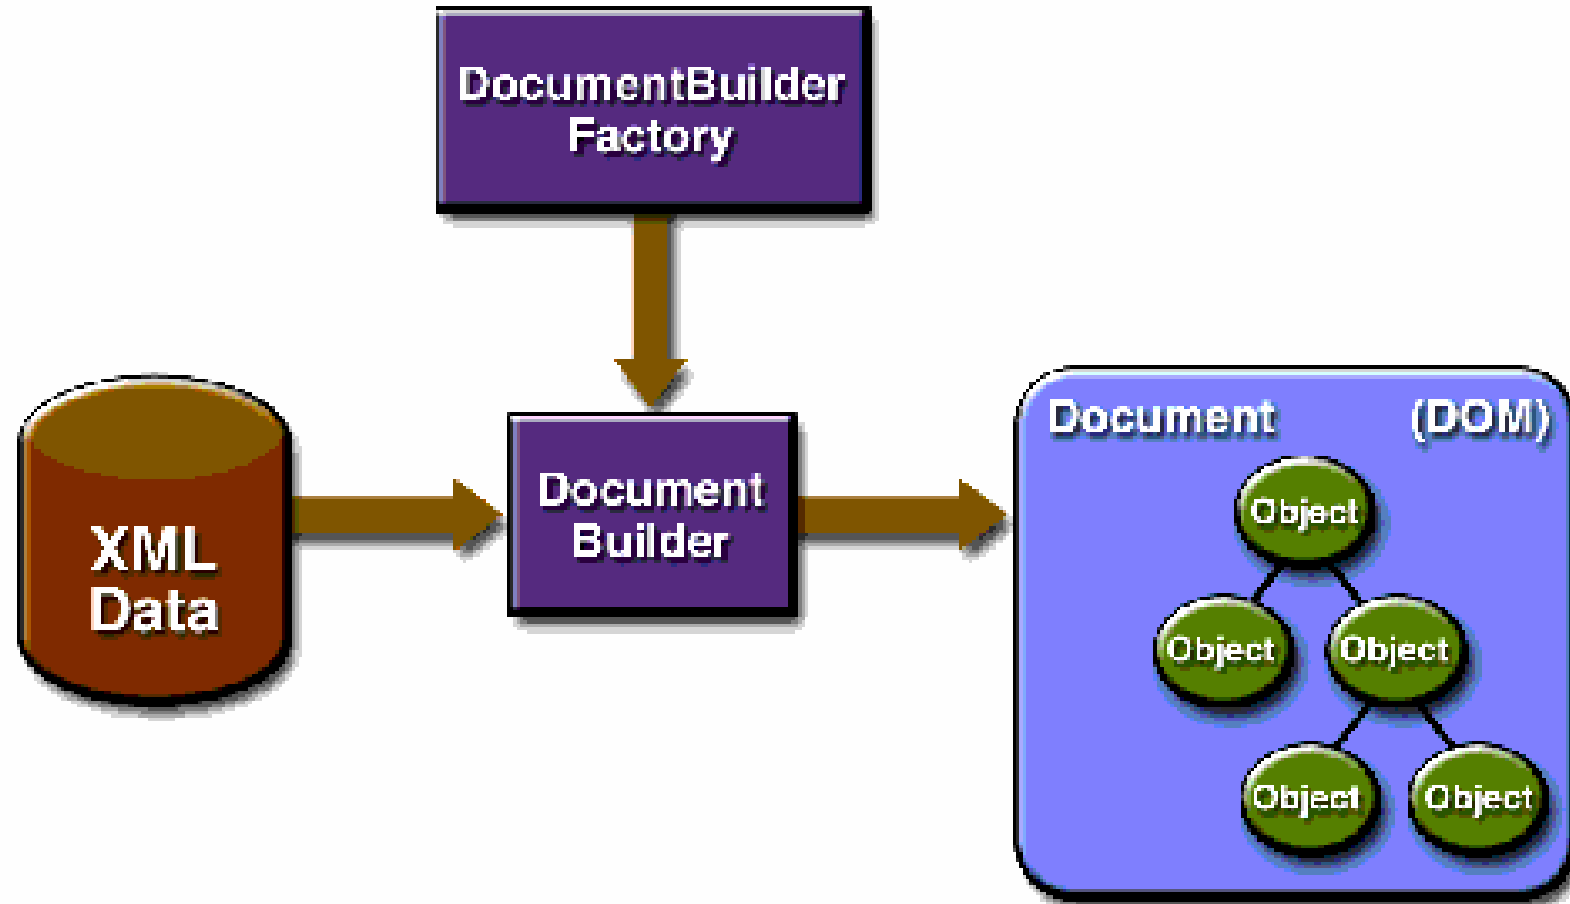 DocumentBuilder
Factory
XML
Data
Document
Builder
Document (DOM)
Object
Object Object
Object Object